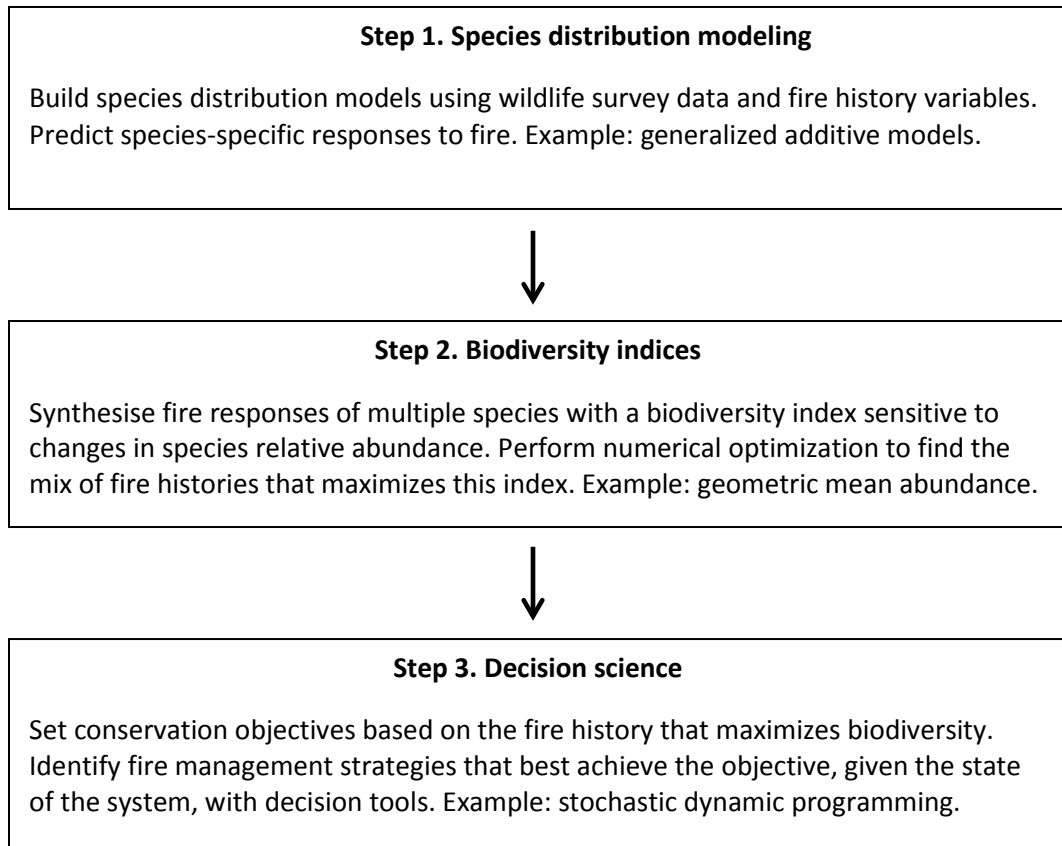 Step 1. Species distribution modeling
Build species distribution models using wildlife survey data and fire history variables.
Predict species-specific responses to fire. Example: generalized additive models.
Step 2. Biodiversity indices
Synthesise fire responses of multiple species with a biodiversity index sensitive to
changes in species relative abundance. Perform numerical optimization to find the
mix of fire histories that maximizes this index. Example: geometric mean abundance.
Step 3. Decision science
Set conservation objectives based on the fire history that maximizes biodiversity.
Identify fire management strategies that best achieve the objective, given the state
of the system, with decision tools. Example: stochastic dynamic programming.